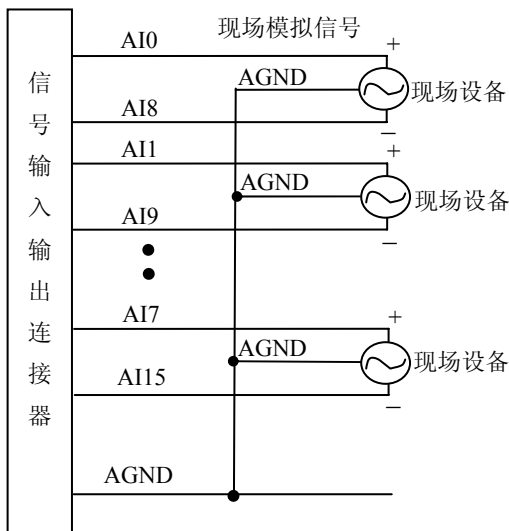 信号输入输出连接器
现场模拟信号
AI0
+
AGND
现场设备
AI8
−
AI1
+
AGND
现场设备
AI9
−
AI7
+
AGND
现场设备
AI15
−
AGND